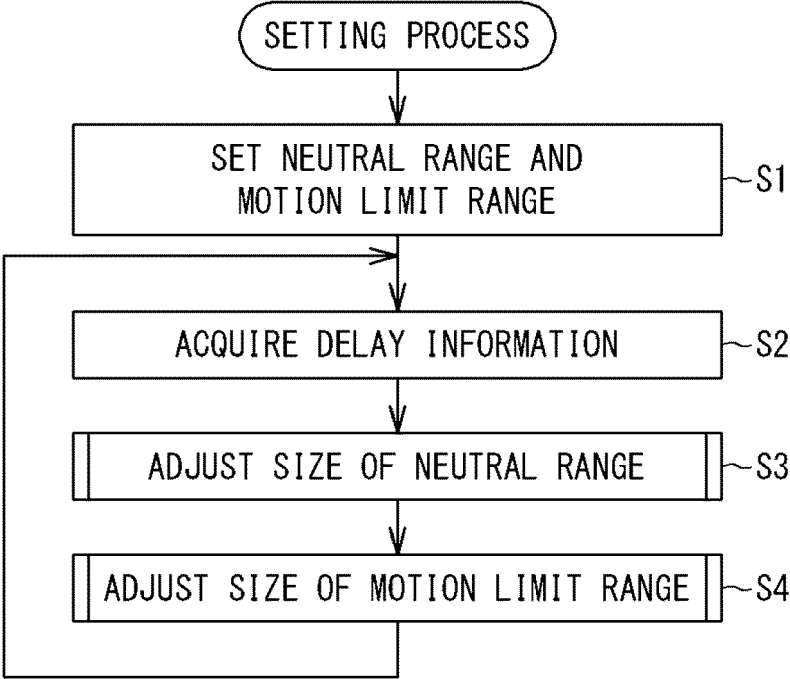 SETTING PROCESS
SET NEUTRAL RANGE AND
MOTION LIMIT RANGE
S1
ACQUIRE DELAY INFORMATION
S2
ADJUST SIZE OF NEUTRAL RANGE
S3
ADJUST SIZE OF MOTION LIMIT RANGE
S4